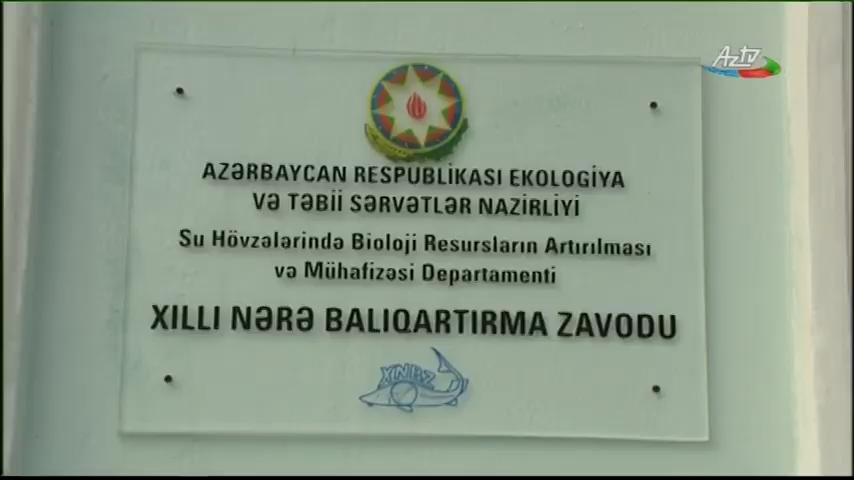 AzTV
AZƏRBAYCAN RESPUBLİKASI EKOLOGİYA
VƏ TƏBİİ SƏRVƏTLƏR NAZİRLİYİ
Su Hövzələrində Bioloji Resursların Artırılması
və Mühafizəsi Departamenti
XILLI NƏRƏ BALIQARTIRMA ZAVODU
XNBZ